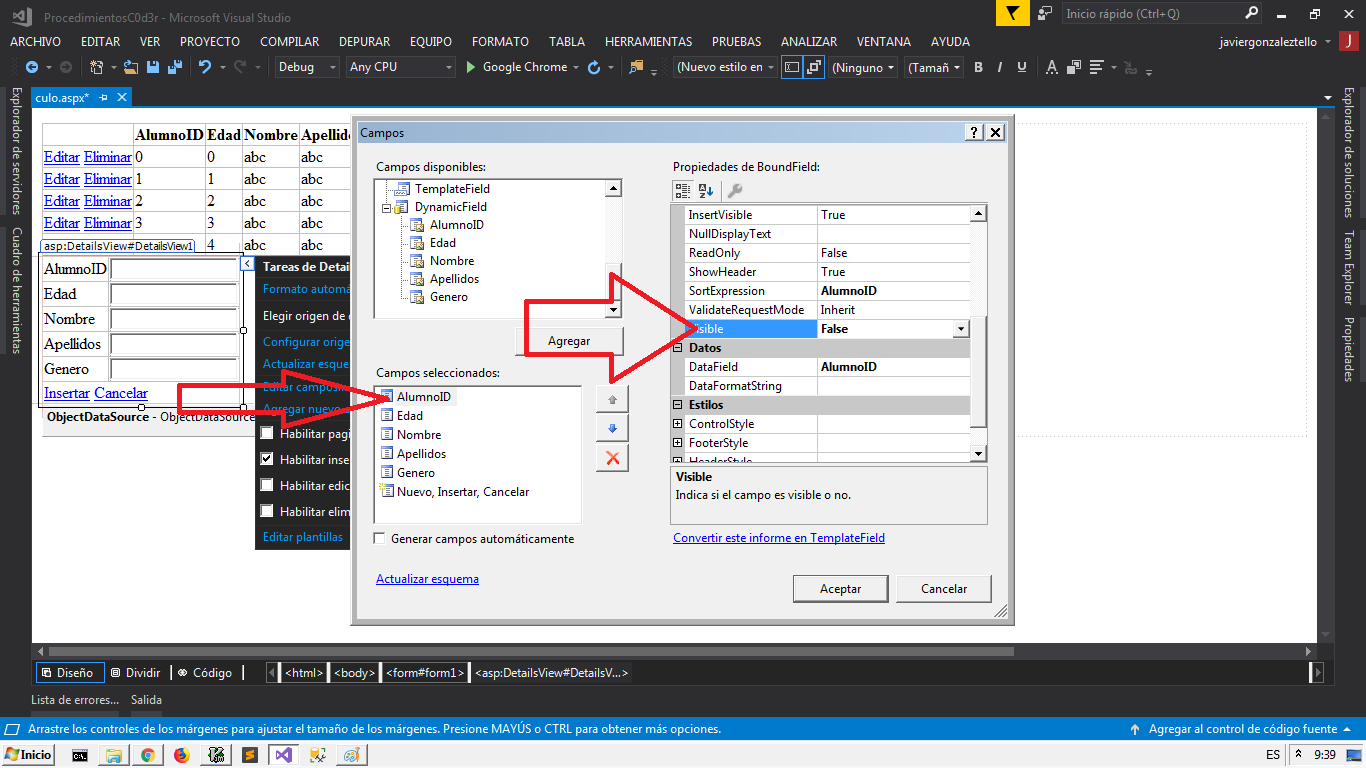 ProcedimientosC0d3r - Microsoft Visual Studio
Inicio rápido (Ctrl+Q)
ARCHIVO EDITAR VER PROYECTO COMPILAR DEPURAR EQUIPO FORMATO TABLA HERRAMIENTAS PRUEBAS ANALIZAR VENTANA AYUDA
javiergonzaleztello J
Debug Any CPU Google Chrome (Nuevo estilo en (Ninguno (Tamañ B I U A
culo.aspx*
Explorador de servidores
Cuadro de herramientas
Explorador de soluciones
Team Explorer
Propiedades
AlumnoID Edad Nombre Apellido
Editar Eliminar 0 0 abc abc
Editar Eliminar 1 1 abc abc
Editar Eliminar 2 2 abc abc
Editar Eliminar 3 3 abc abc
asp:DetailsView#DetailsView1 4 abc abc
AlumnoID
Edad
Nombre
Apellidos
Genero
Insertar Cancelar
ObjectDataSource - ObjectDataSource
Tareas de Detai
Formato automá
Elegir origen de
Configurar orige
Actualizar esque
Editar campos
Agregar nuevo
Habilitar pagi
Habilitar inse
Habilitar edic
Habilitar elim
Editar plantillas
Campos
Campos disponibles:
TemplateField
DynamicField
AlumnoID
Edad
Nombre
Apellidos
Genero
Agregar
Campos seleccionados:
AlumnoID
Edad
Nombre
Apellidos
Genero
Nuevo, Insertar, Cancelar
Generar campos automáticamente
Actualizar esquema
Propiedades de BoundField:
InsertVisible True
NullDisplayText
ReadOnly False
ShowHeader True
SortExpression AlumnoID
ValidateRequestMode Inherit
isible False
Datos
DataField AlumnoID
DataFormatString
Estilos
ControlStyle
FooterStyle
HeaderStyle
Visible
Indica si el campo es visible o no.
Convertir este informe en TemplateField
Aceptar Cancelar
Diseño Dividir Código <html> <body> <form#form1> <asp:DetailsView#DetailsV...>
Lista de errores... Salida
Arrastre los controles de los márgenes para ajustar el tamaño de los márgenes. Presione MAYÚS o CTRL para obtener más opciones.
Agregar al control de código fuente
Inicio
ES 9:39